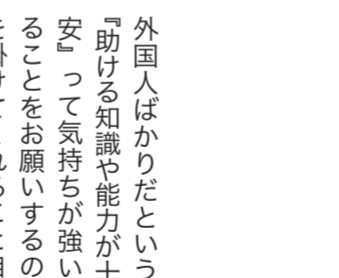 外国人ばかりだという
『助ける知識や能力が十
安』って気持ちが強い
ることをお願いするの